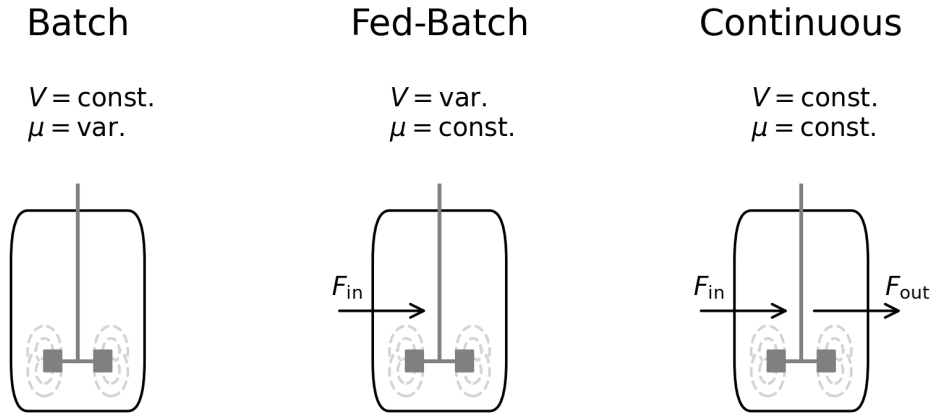 Batch
V = const.
μ = var.
Fed-Batch
V = var.
μ = const.
F_in
Continuous
V = const.
μ = const.
F_in
F_out